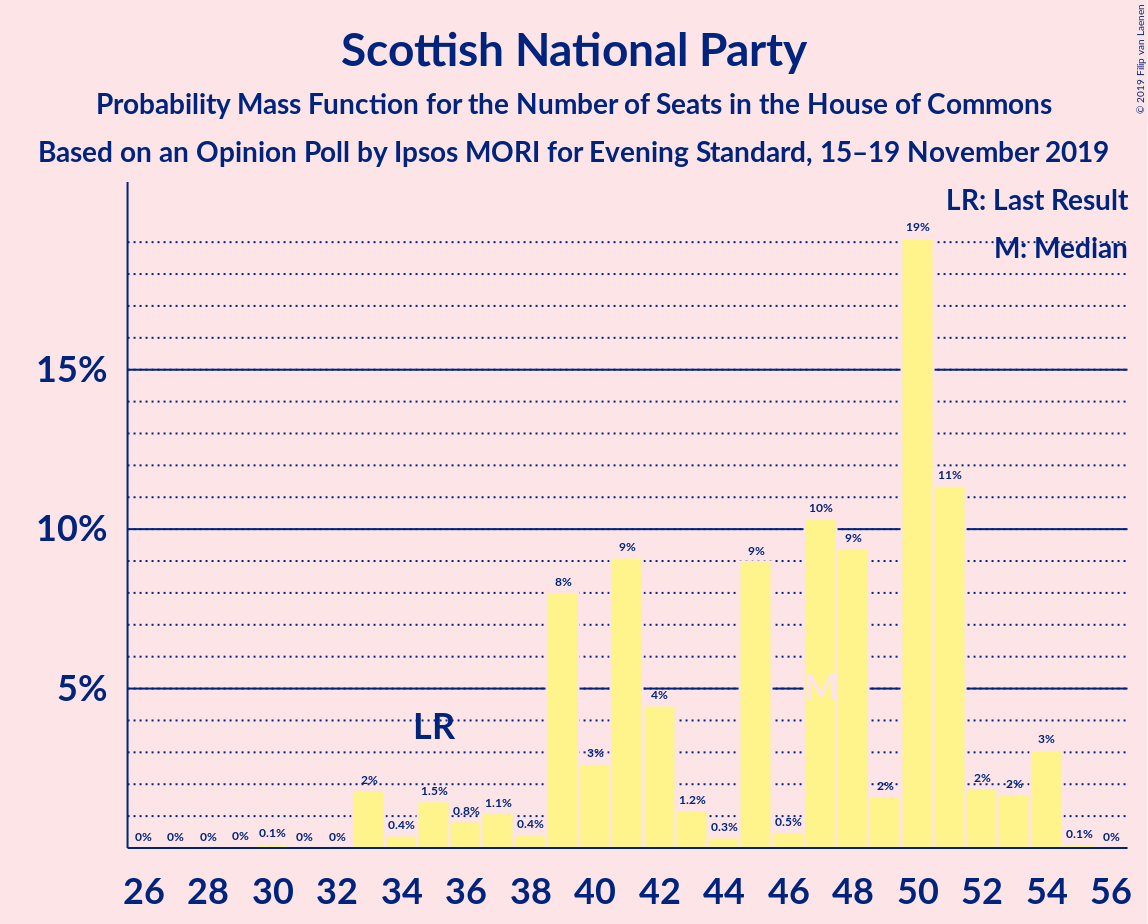 Scottish National Party
Probability Mass Function for the Number of Seats in the House of Commons
Based on an Opinion Poll by Ipsos MORI for Evening Standard, 15–19 November 2019
© 2019 Filip van Laenen
LR: Last Result
M: Median
15%
10%
5%
0% 0% 0% 0% 0.1% 0% 0% 2% 0.4% 1.5% 0.8% 1.1% 0.4% 8% 3% 9% 4% 1.2% 0.3% 9% 0.5% 10% 9% 2% 19% 11% 2% 2% 3% 0.1% 0%
LR
M
26 28 30 32 34 36 38 40 42 44 46 48 50 52 54 56